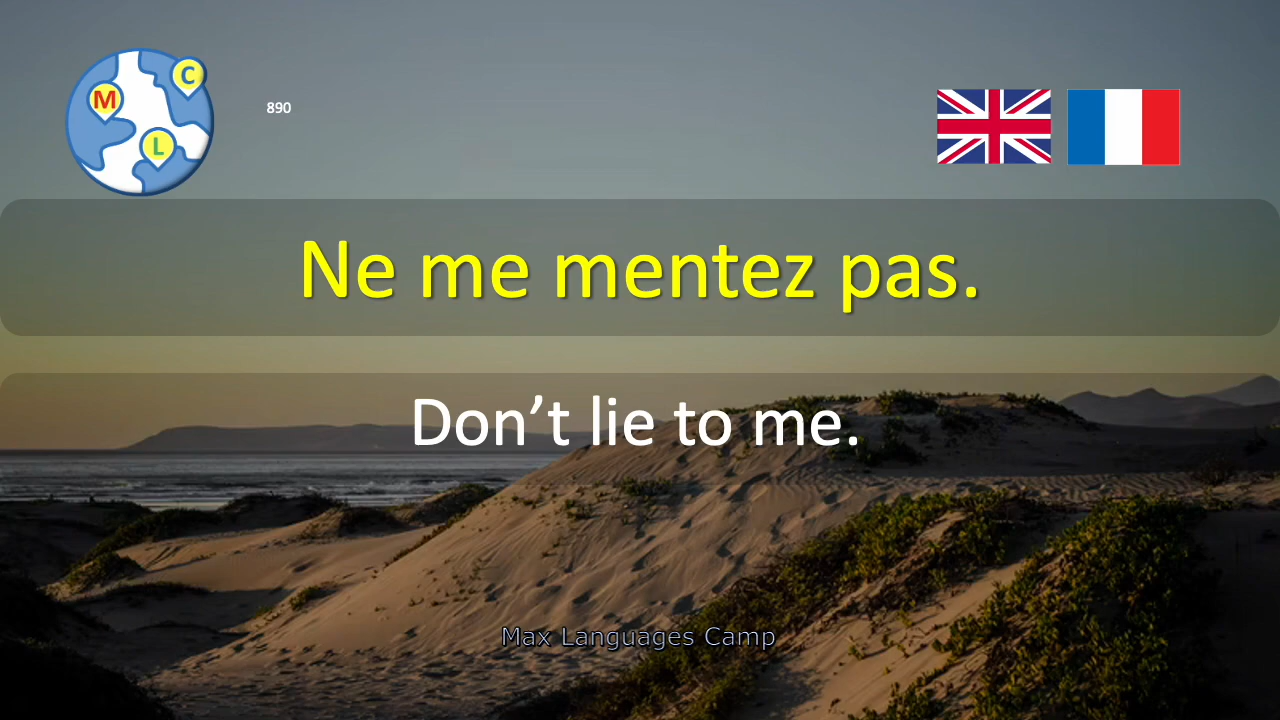 M
C
L
890
Ne me mentez pas.
Don’t lie to me.
Max Languages Camp